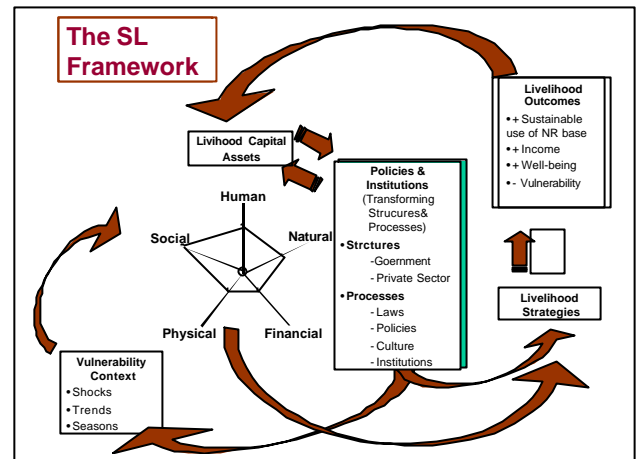 The SL
Framework
Livihood Capital
Assets
Human
Social
Natural
Physical
Financial
Vulnerability
Context
•Shocks
•Trends
•Seasons
Policies &
Institutions
(Transforming
Strucures&
Processes)
•Strctures
-Goernment
- Private Sector
•Processes
- Laws
- Policies
- Culture
- Institutions
Livelihood
Outcomes
•+ Sustainable
use of NR base
•+ Income
•+ Well-being
•- Vulnerability
Livelihood
Strategies